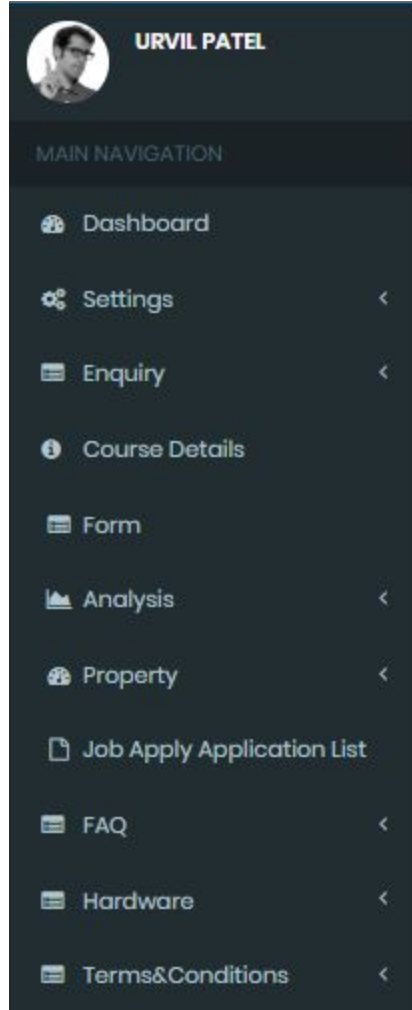 URVIL PATEL
MAIN NAVIGATION
Dashboard
Settings
Enquiry
Course Details
Form
Analysis
Property
Job Apply Application List
FAQ
Hardware
Terms&Conditions